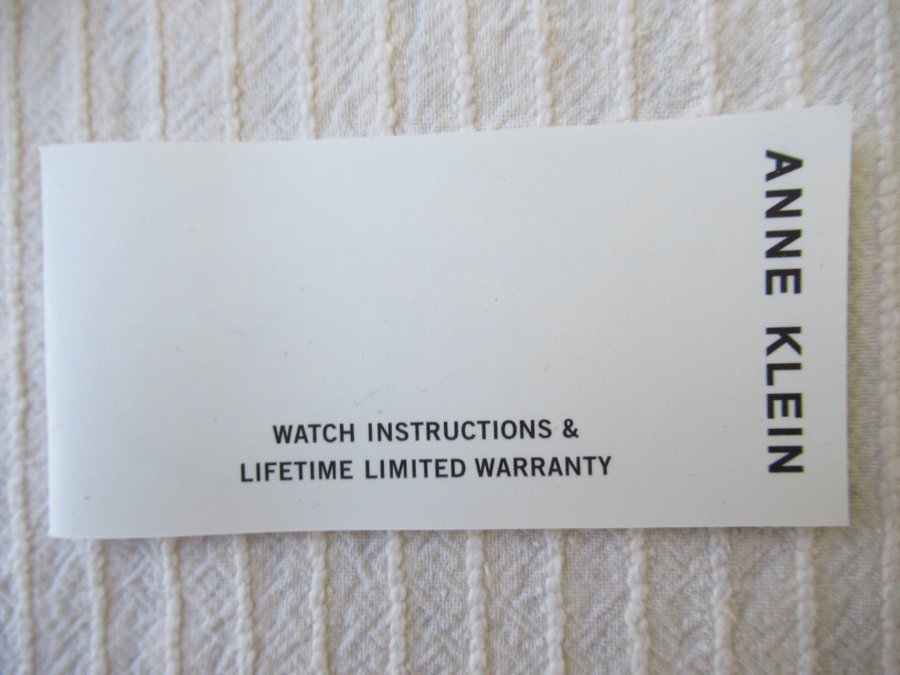 ANNE KLEIN
WATCH INSTRUCTIONS &
LIFETIME LIMITED WARRANTY